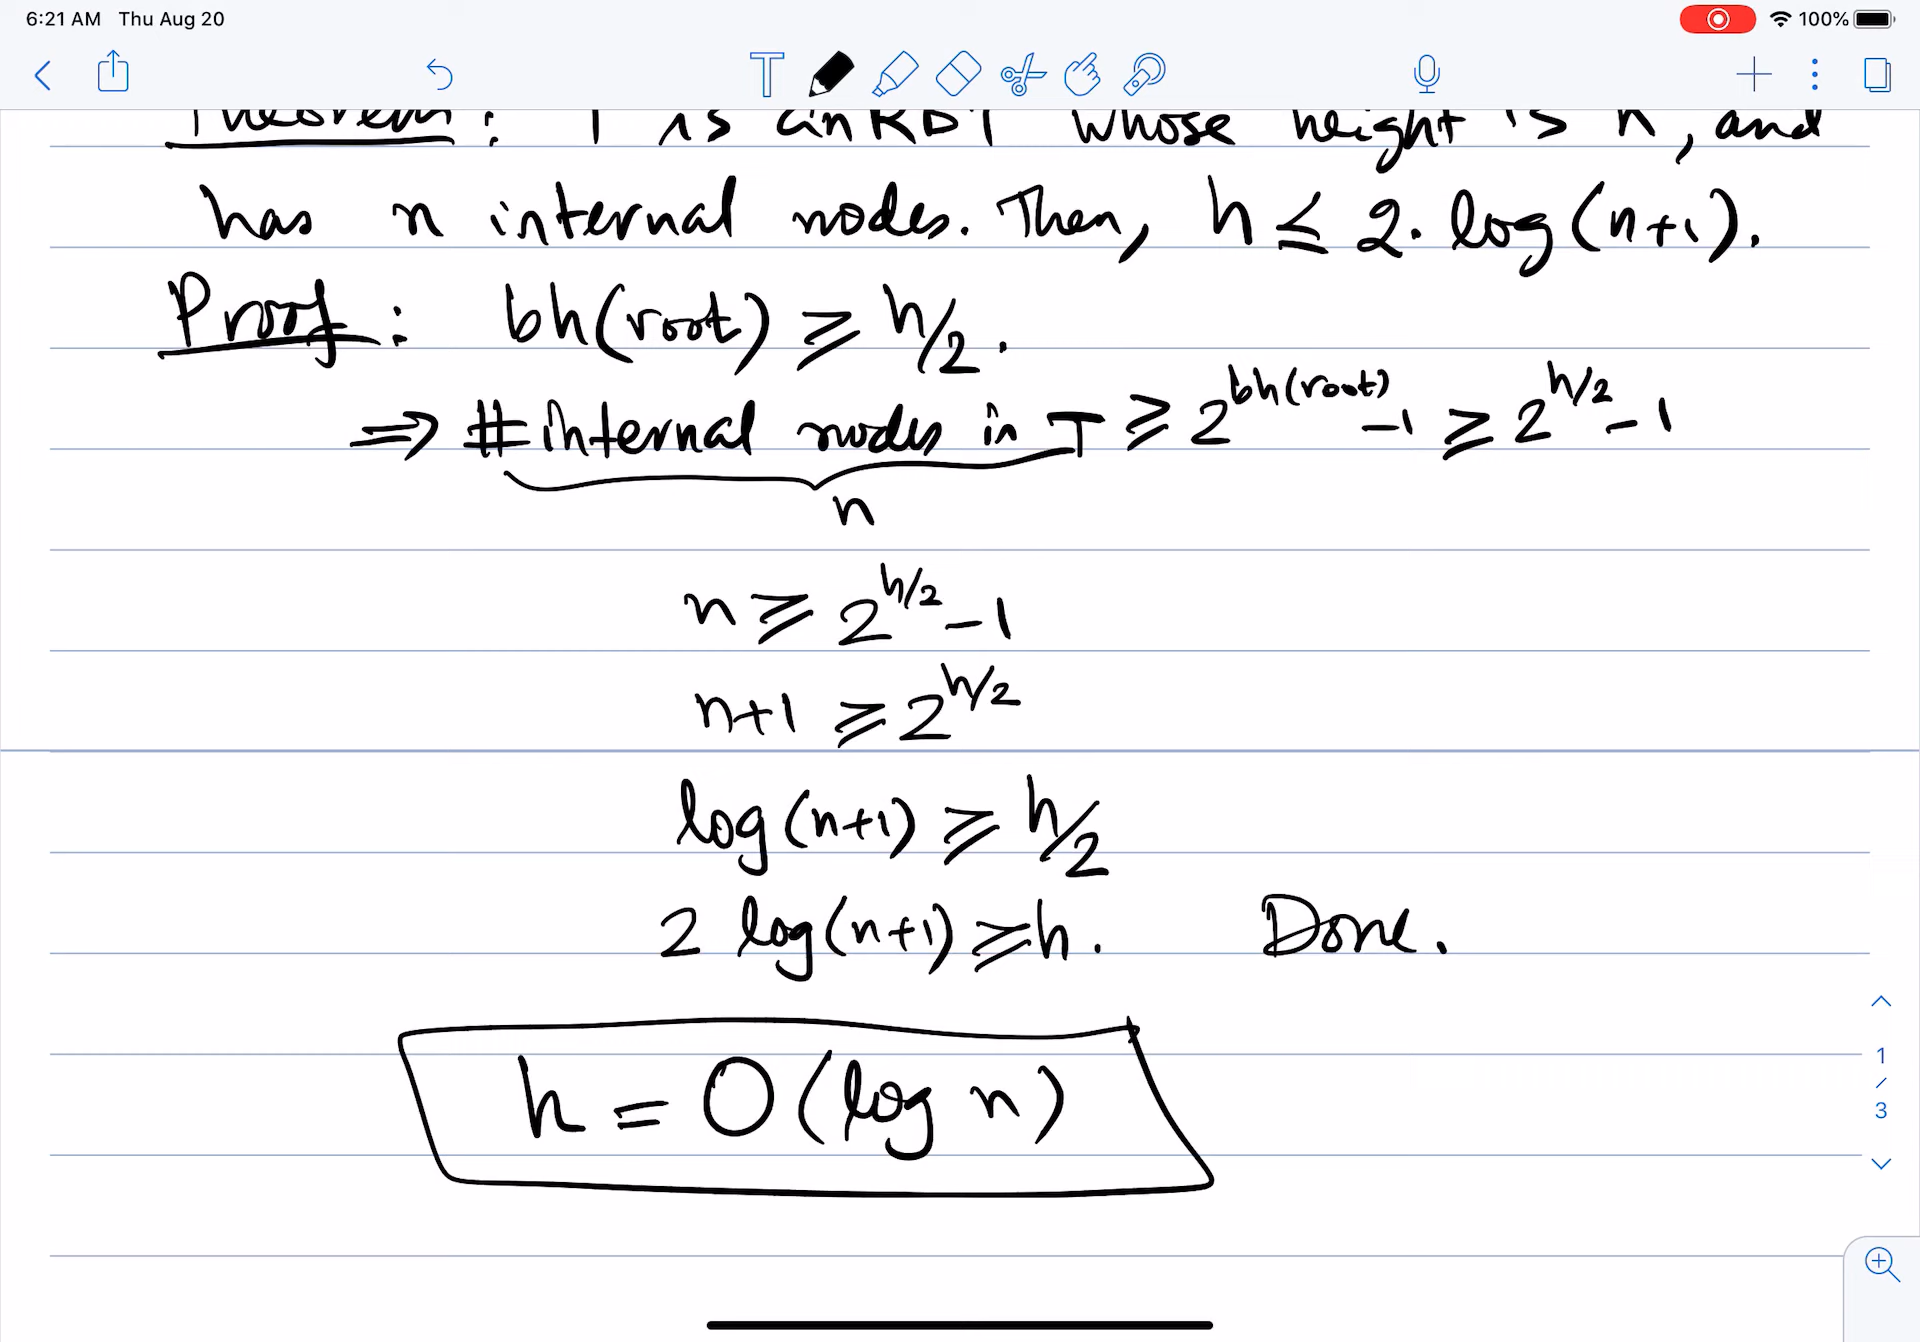 6:21 AM Thu Aug 20
100%
Theorem: T is an RBT whose height is h, and
has n internal nodes. Then, h ≤ 2. log(n+1).
Proof: bh(root) ≥ h/2.
⇒ #internal nodes in T ≥ 2^bh(root) -1 ≥ 2^h/2 -1
n
n ≥ 2^h/2 -1
n+1 ≥ 2^h/2
log(n+1) ≥ h/2
2 log(n+1) ≥ h. Done.
h = O(log n)
1
/
3